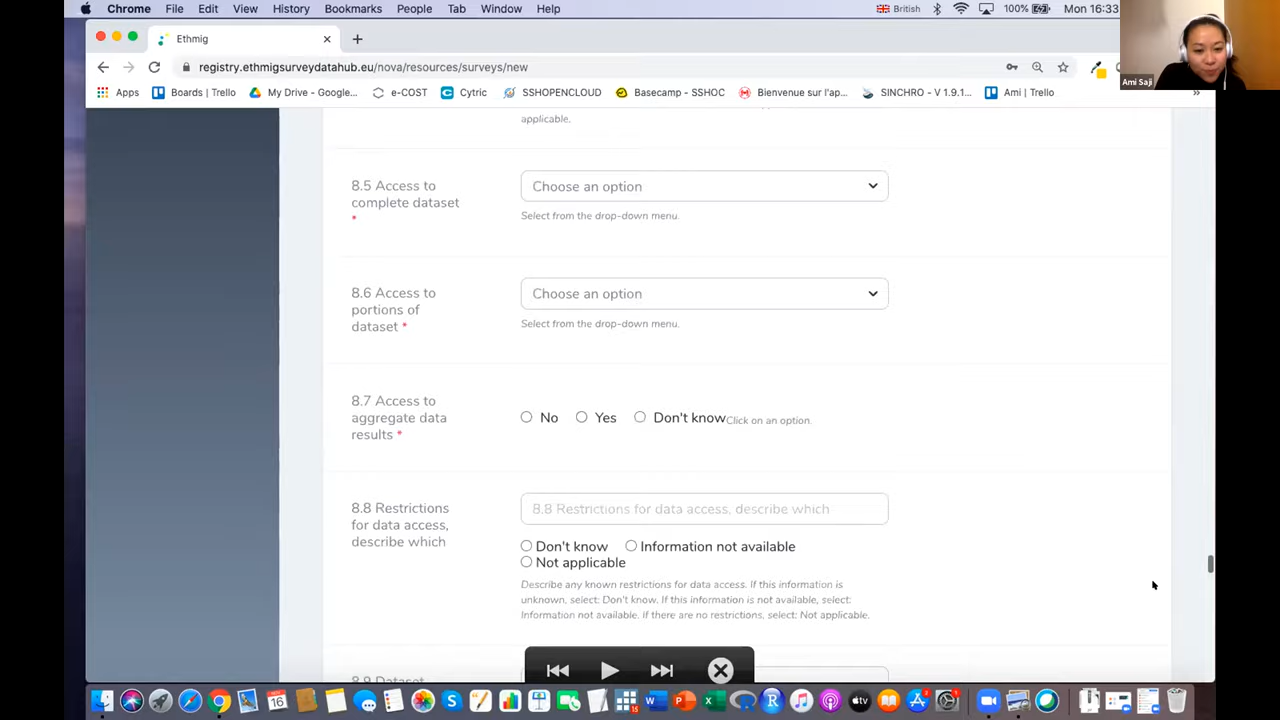 Chrome File Edit View History Bookmarks People Tab Window Help British 100% Mon 16:33
Ethmig
registry.ethmigsurveydatahub.eu/nova/resources/surveys/new
Apps Boards | Trello My Drive - Google... e-COST Cytric SSHOPENCLOUD Basecamp - SSHOC Bienvenue sur l'ap... SINCHRO - V 1.9.1... Ami | Trello »
Ami Saji
applicable.
8.5 Access to complete dataset *
Choose an option
Select from the drop-down menu.
8.6 Access to portions of dataset *
Choose an option
Select from the drop-down menu.
8.7 Access to aggregate data results *
No Yes Don't know Click on an option.
8.8 Restrictions for data access, describe which
8.8 Restrictions for data access, describe which
Don't know Information not available
Not applicable
Describe any known restrictions for data access. If this information is
unknown, select: Don't know. If this information is not available, select:
Information not available. If there are no restrictions, select: Not applicable.
8.9 Dataset